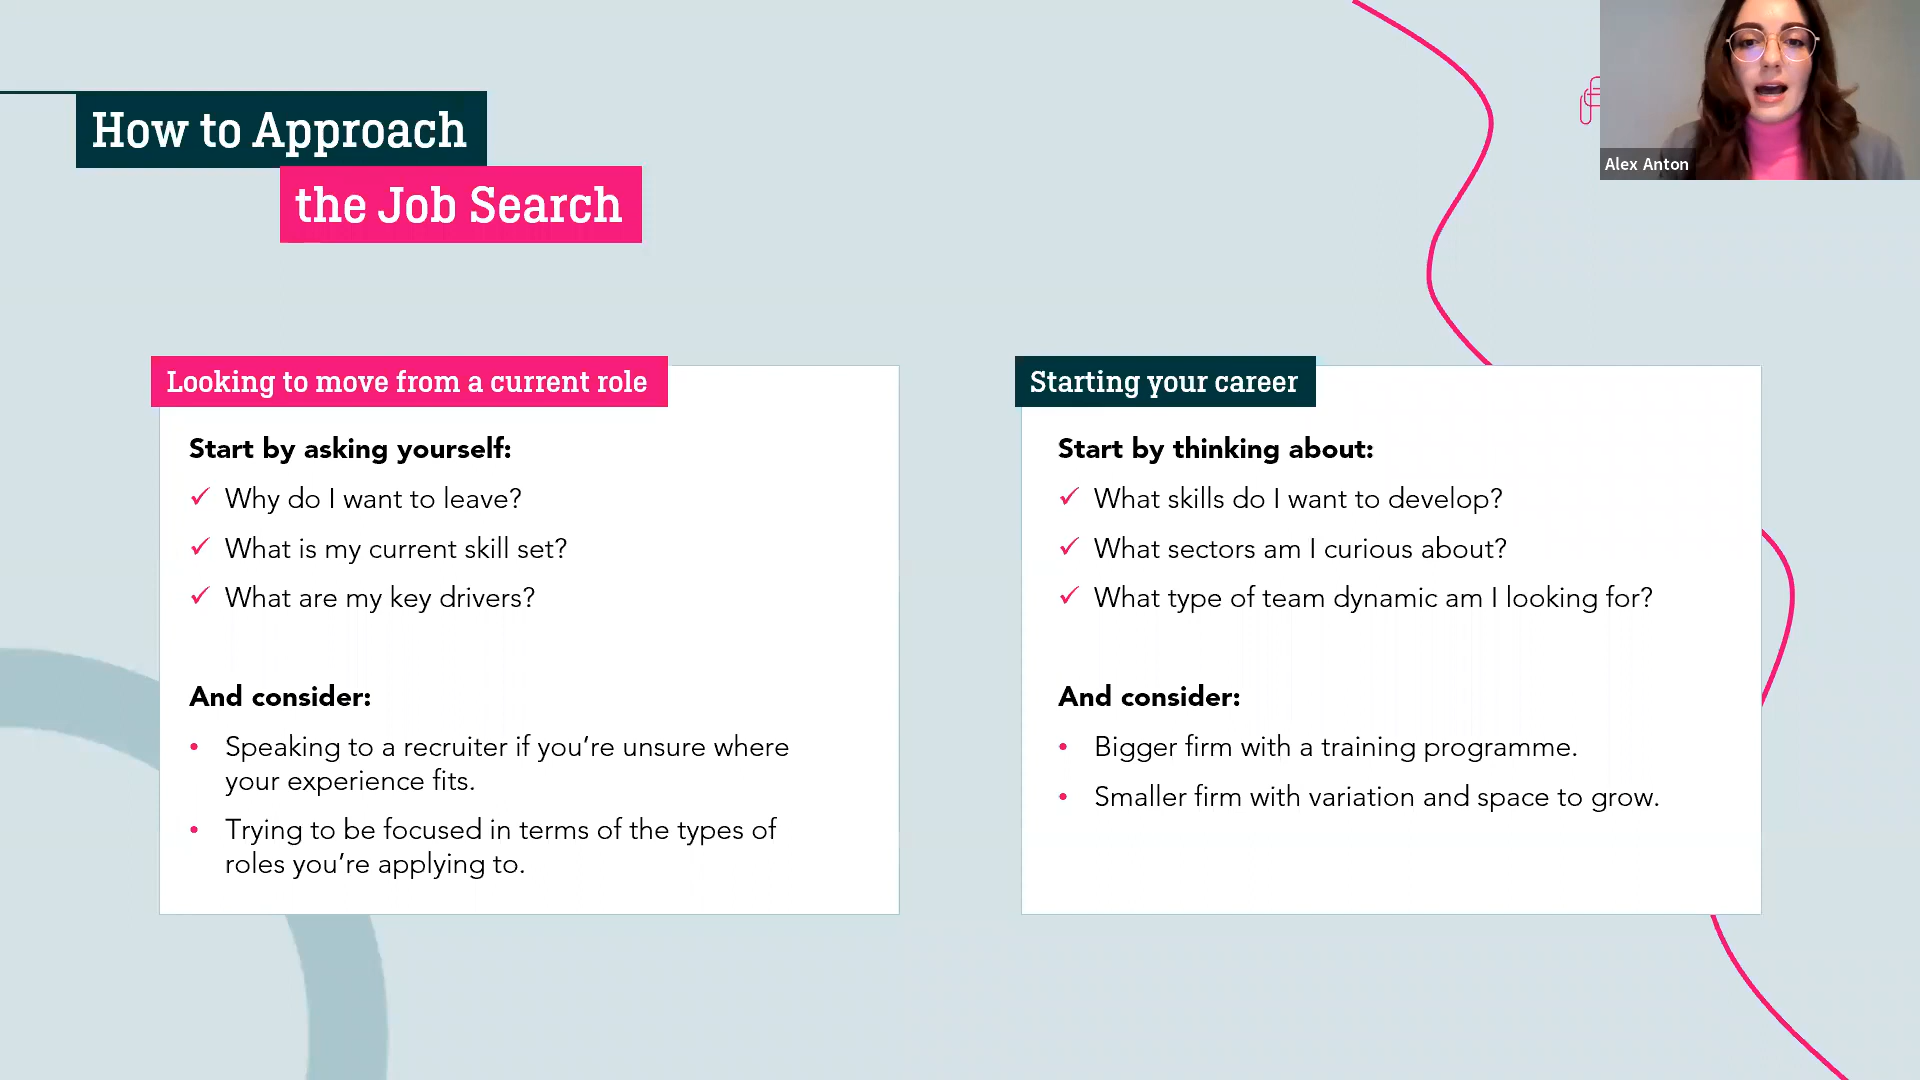 How to Approach
the Job Search
Alex Anton
Looking to move from a current role
Start by asking yourself:
✓ Why do I want to leave?
✓ What is my current skill set?
✓ What are my key drivers?
And consider:
• Speaking to a recruiter if you’re unsure where
your experience fits.
• Trying to be focused in terms of the types of
roles you’re applying to.
Starting your career
Start by thinking about:
✓ What skills do I want to develop?
✓ What sectors am I curious about?
✓ What type of team dynamic am I looking for?
And consider:
• Bigger firm with a training programme.
• Smaller firm with variation and space to grow.